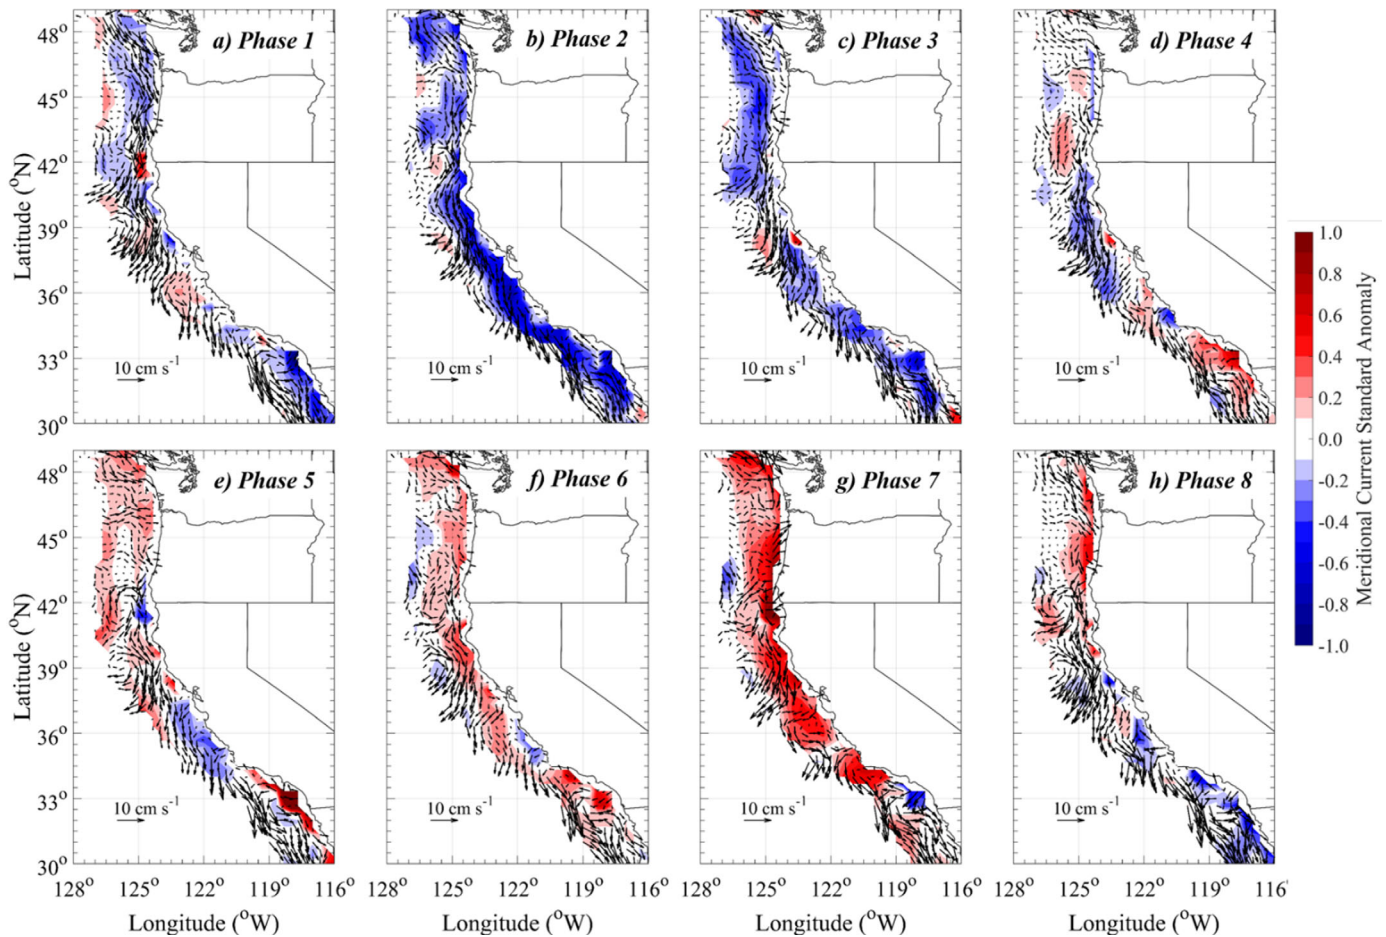 a) Phase 1
b) Phase 2
c) Phase 3
d) Phase 4
48°
45°
42°
39°
36°
33°
30°
Latitude (°N)
10 cm s-1
10 cm s-1
10 cm s-1
10 cm s-1
e) Phase 5
f) Phase 6
g) Phase 7
h) Phase 8
48°
45°
42°
39°
36°
33°
30°
Latitude (°N)
10 cm s-1
10 cm s-1
10 cm s-1
10 cm s-1
128° 125° 122° 119° 116°
128° 125° 122° 119° 116°
128° 125° 122° 119° 116°
128° 125° 122° 119° 116
Longitude (°W)
Longitude (°W)
Longitude (°W)
Longitude (°W)
1.0
0.8
0.6
0.4
0.2
0.0
-0.2
-0.4
-0.6
-0.8
-1.0
Meridional Current Standard Anomaly